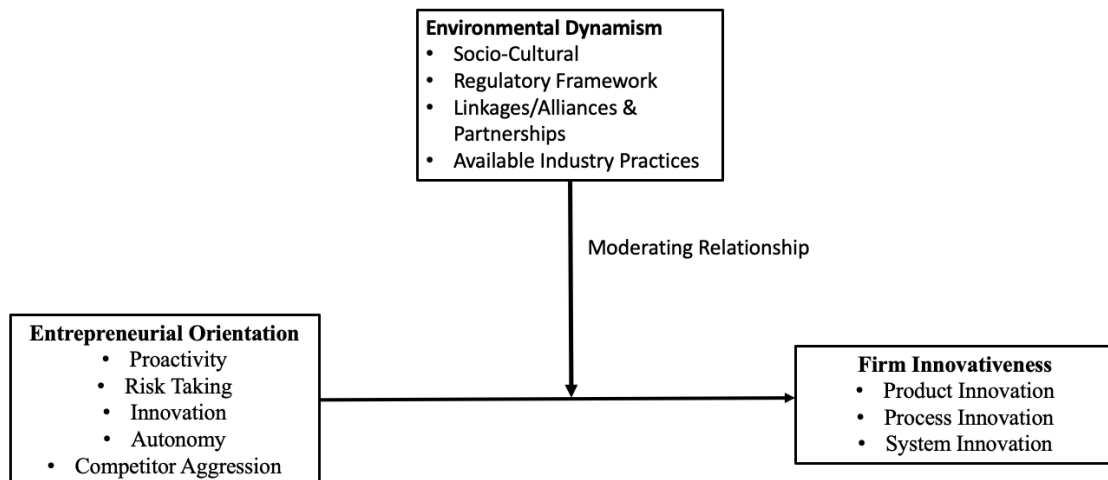 Environmental Dynamism
• Socio-Cultural
• Regulatory Framework
• Linkages/Alliances &
Partnerships
• Available Industry Practices
Moderating Relationship
Entrepreneurial Orientation
• Proactivity
• Risk Taking
• Innovation
• Autonomy
• Competitor Aggression
Firm Innovativeness
• Product Innovation
• Process Innovation
• System Innovation